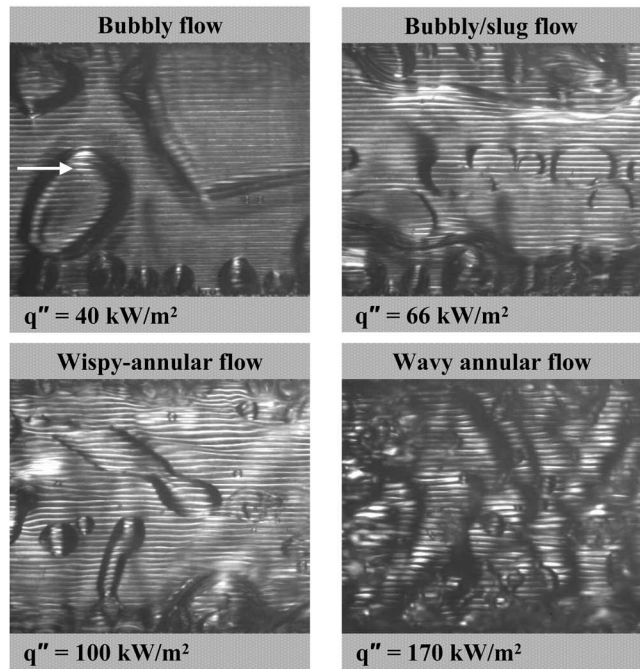 Bubbly flow
Bubbly/slug flow
q″ = 40 kW/m²
q″ = 66 kW/m²
Wispy-annular flow
Wavy annular flow
q″ = 100 kW/m²
q″ = 170 kW/m²